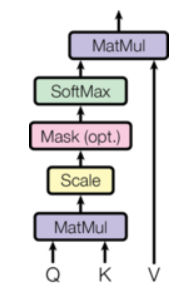 MatMul
SoftMax
Mask (opt.)
Scale
MatMul
Q K V